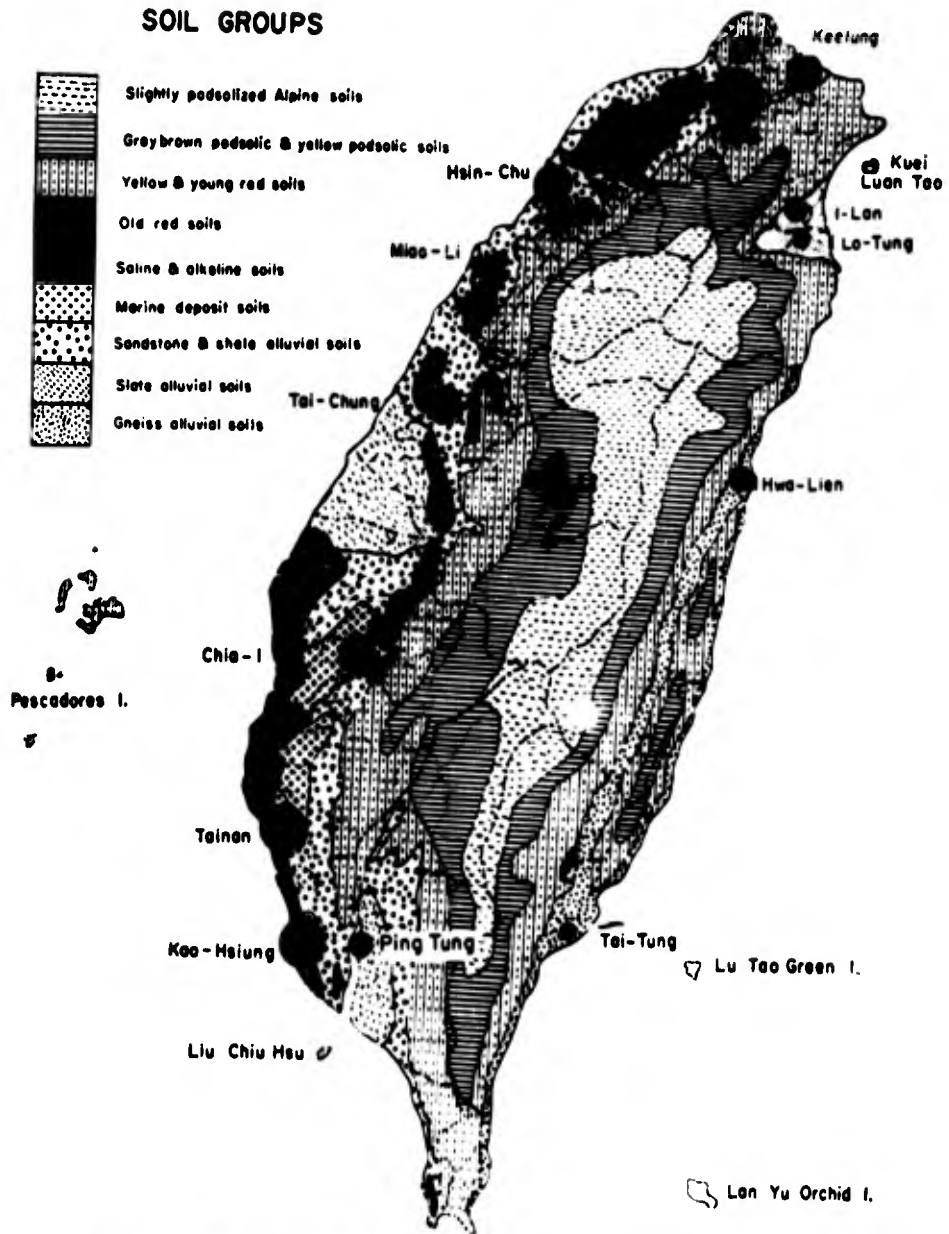 SOIL GROUPS
Slightly podsolized Alpine soils
Greybrown podsolic & yellow podsolic soils
Yellow & young red soils
Old red soils
Saline & alkaline soils
Marine deposit soils
Sandstone & shale alluvial soils
Slate alluvial soils
Gneiss alluvial soils
Keelung
Kuei
Luan Tao
Hsin-Chu
I-Lan
Lo-Tung
Miao-Li
Tai-Chung
Hwa-Lien
Chia-I
Pescadores I.
Tainan
Kao-Hsiung
Ping Tung
Tai-Tung
Lu Tao Green I.
Liu Chiu Hsu
Lan Yu Orchid I.